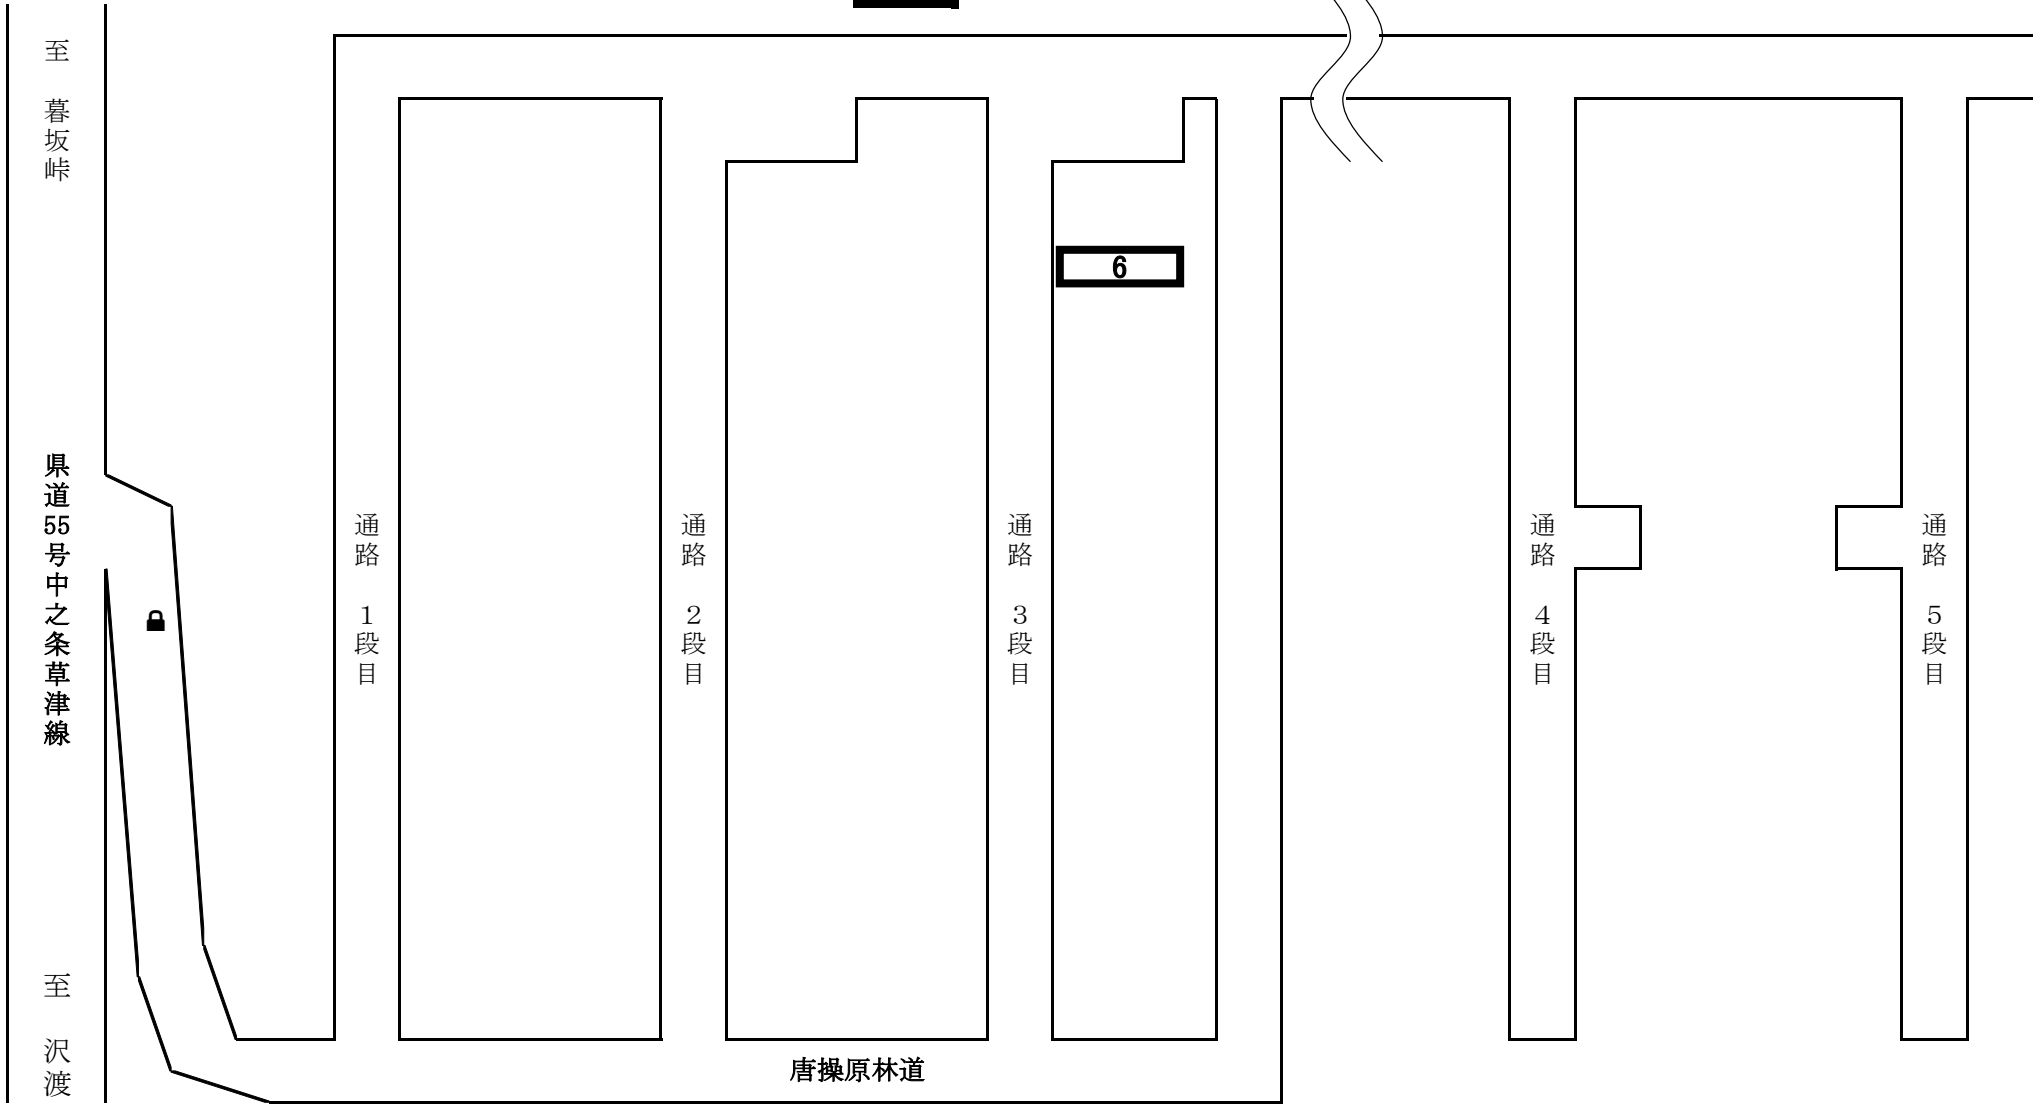 至 暮坂峠
県道55号中之条草津線
至 沢渡
通路 1段目
通路 2段目
通路 3段目
6
通路 4段目
通路 5段目
唐操原林道